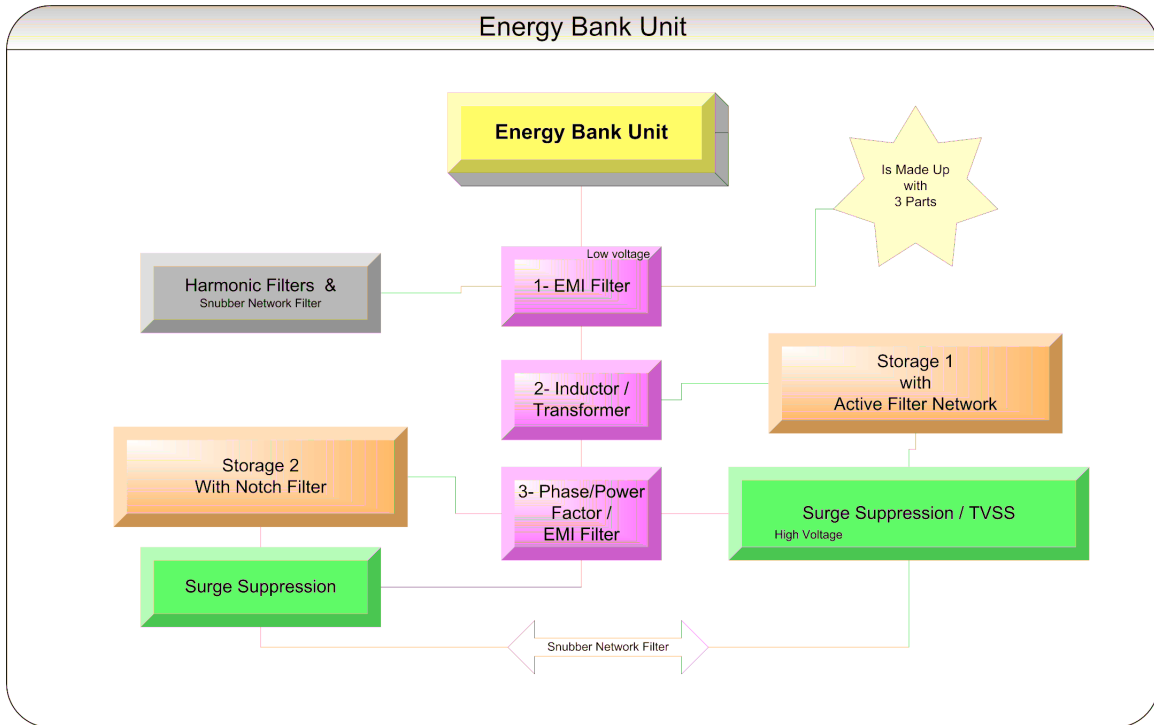 Energy Bank Unit
Energy Bank Unit
Is Made Up
with
3 Parts
Low voltage
1- EMI Filter
Harmonic Filters &
Snubber Network Filter
2- Inductor /
Transformer
Storage 1
with
Active Filter Network
Storage 2
With Notch Filter
3- Phase/Power
Factor /
EMI Filter
Surge Suppression / TVSS
High Voltage
Surge Suppression
Snubber Network Filter